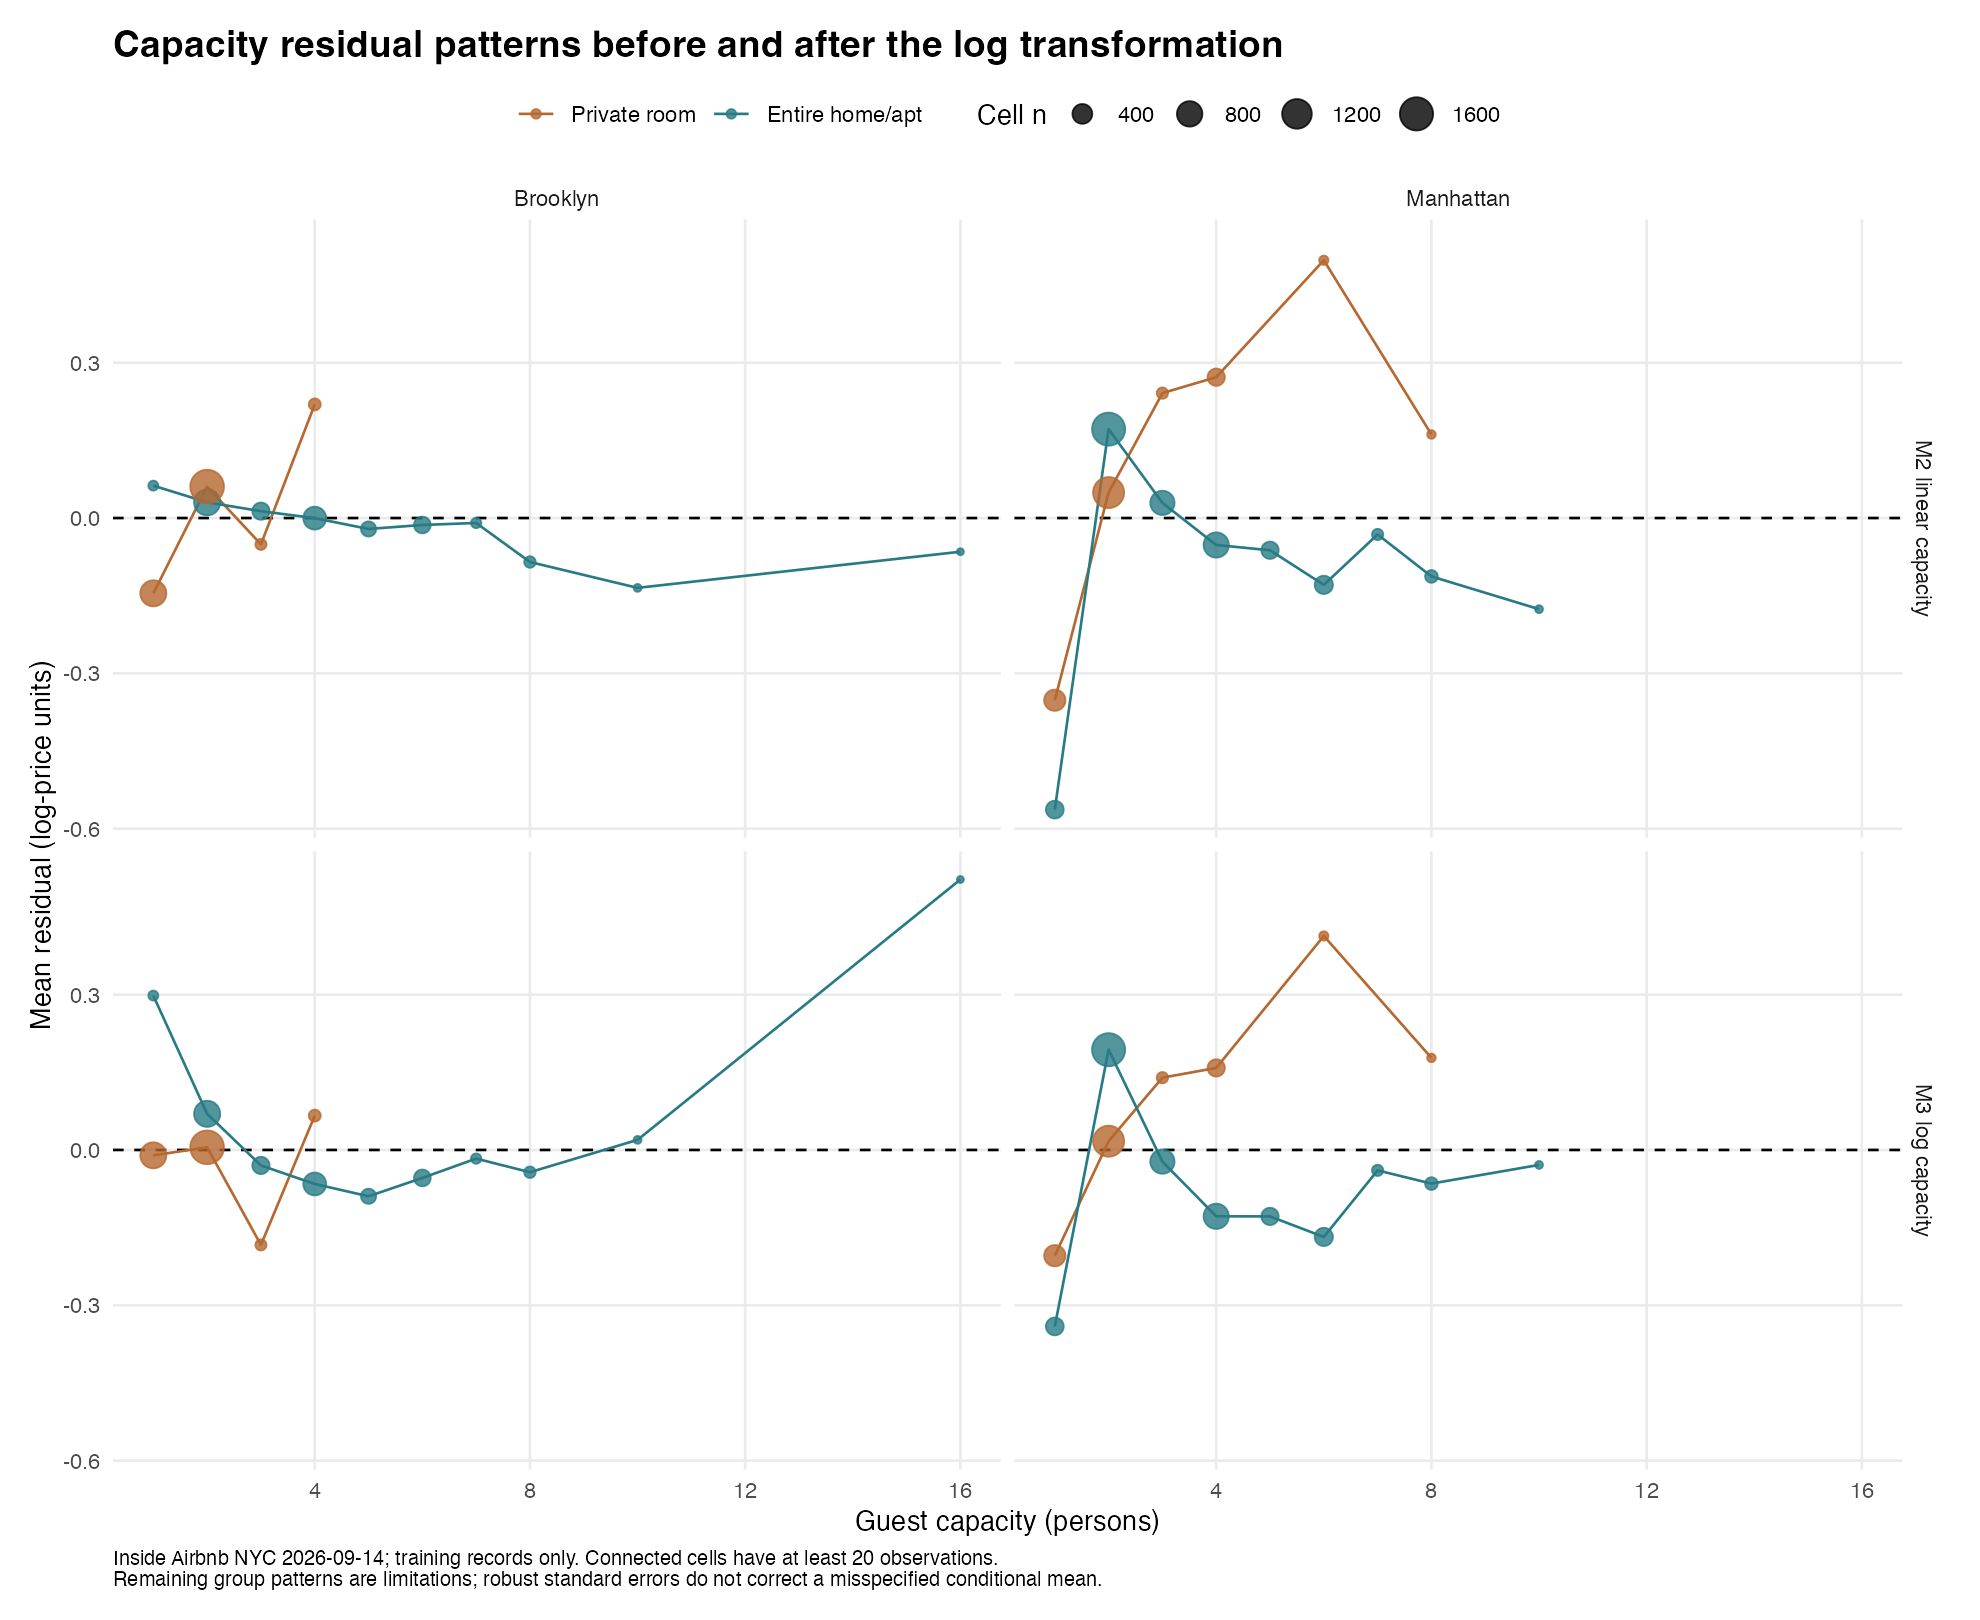 Capacity residual patterns before and after the log transformation
Private room
Entire home/apt
Cell n
400
800
1200
1600
Brooklyn
Manhattan
0.3
0.0
-0.3
-0.6
M2 linear capacity
Mean residual (log-price units)
0.3
0.0
-0.3
-0.6
M3 log capacity
4
8
12
16
4
8
12
16
Guest capacity (persons)
Inside Airbnb NYC 2026-09-14; training records only. Connected cells have at least 20 observations.
Remaining group patterns are limitations; robust standard errors do not correct a misspecified conditional mean.